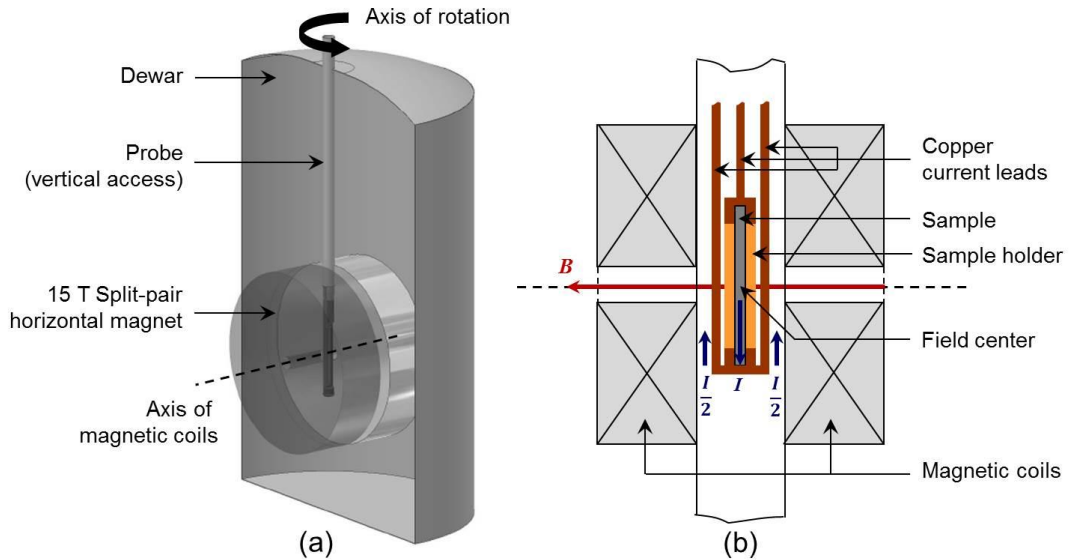 Axis of rotation
Dewar
Probe
(vertical access)
15 T Split-pair
horizontal magnet
Axis of
magnetic coils
(a)
Copper
current leads
Sample
Sample holder
B
Field center
I/2
I
I/2
Magnetic coils
(b)